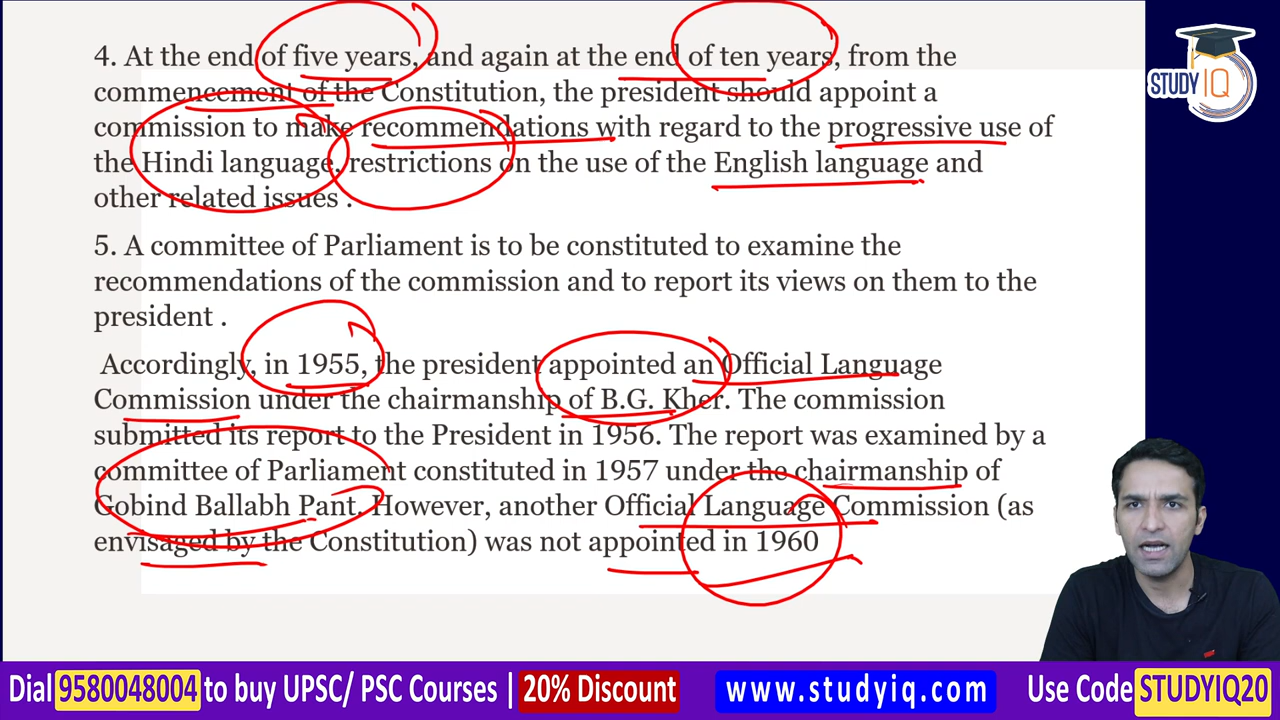 4. At the end of five years, and again at the end of ten years, from the
commencement of the Constitution, the president should appoint a
commission to make recommendations with regard to the progressive use of
the Hindi language, restrictions on the use of the English language and
other related issues .
5. A committee of Parliament is to be constituted to examine the
recommendations of the commission and to report its views on them to the
president .
Accordingly, in 1955, the president appointed an Official Language
Commission under the chairmanship of B.G. Kher. The commission
submitted its report to the President in 1956. The report was examined by a
committee of Parliament constituted in 1957 under the chairmanship of
Gobind Ballabh Pant. However, another Official Language Commission (as
envisaged by the Constitution) was not appointed in 1960
STUDY IQ
Dial 9580048004 to buy UPSC/ PSC Courses | 20% Discount www.studyiq.com Use Code STUDYIQ20